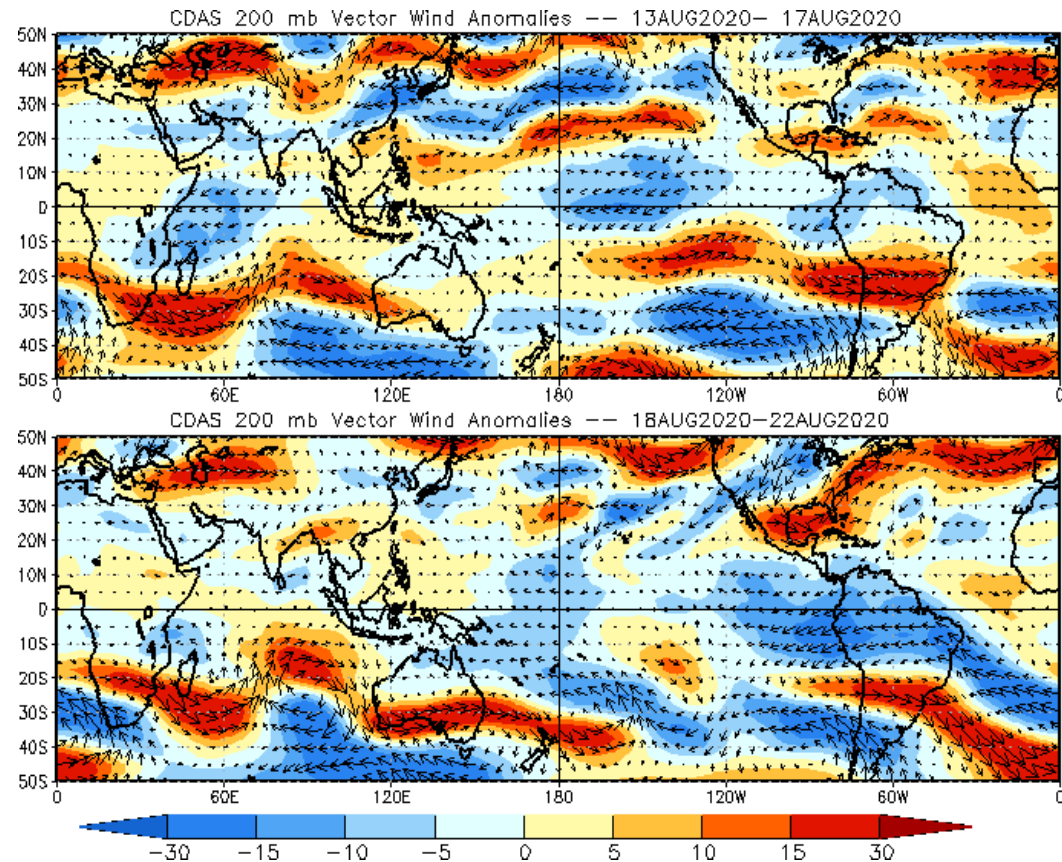 CDAS 200 mb Vector Wind Anomalies -- 13AUG2020- 17AUG2020
50N
40N
30N
20N
10N
0
10S
20S
30S
40S
50S
0 60E 120E 180 120W 60W 0
CDAS 200 mb Vector Wind Anomalies -- 18AUG2020-22AUG2020
50N
40N
30N
20N
10N
0
10S
20S
30S
40S
50S
0 60E 120E 180 120W 60W 0
-30 -15 -10 -5 0 5 10 15 30